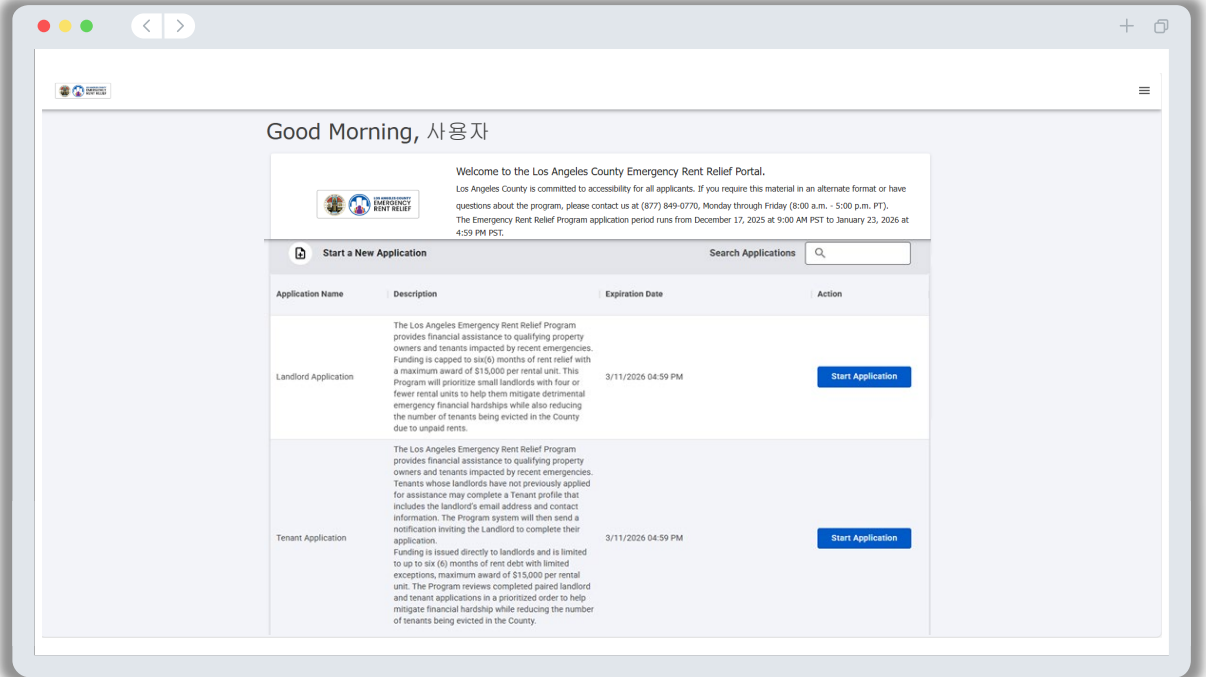 Good Morning, 사용자
LOS ANGELES COUNTY
EMERGENCY
RENT RELIEF
Welcome to the Los Angeles County Emergency Rent Relief Portal.
Los Angeles County is committed to accessibility for all applicants. If you require this material in an alternate format or have
questions about the program, please contact us at (877) 849-0770, Monday through Friday (8:00 a.m. - 5:00 p.m. PT).
The Emergency Rent Relief Program application period runs from December 17, 2025 at 9:00 AM PST to January 23, 2026 at
4:59 PM PST.
Start a New Application
Search Applications
Application Name Description Expiration Date Action
The Los Angeles Emergency Rent Relief Program
provides financial assistance to qualifying property
owners and tenants impacted by recent emergencies.
Funding is capped to six(6) months of rent relief with
a maximum award of $15,000 per rental unit. This
Landlord Application 3/11/2026 04:59 PM Start Application
Program will prioritize small landlords with four or
fewer rental units to help them mitigate detrimental
emergency financial hardships while also reducing
the number of tenants being evicted in the County
due to unpaid rents.
The Los Angeles Emergency Rent Relief Program
provides financial assistance to qualifying property
owners and tenants impacted by recent emergencies.
Tenants whose landlords have not previously applied
for assistance may complete a Tenant profile that
includes the landlord's email address and contact
information. The Program system will then send a
notification inviting the Landlord to complete their
Tenant Application application. 3/11/2026 04:59 PM Start Application
Funding is issued directly to landlords and is limited
to up to six (6) months of rent debt with limited
exceptions, maximum award of $15,000 per rental
unit. The Program reviews completed paired landlord
and tenant applications in a prioritized order to help
mitigate financial hardship while reducing the number
of tenants being evicted in the County.